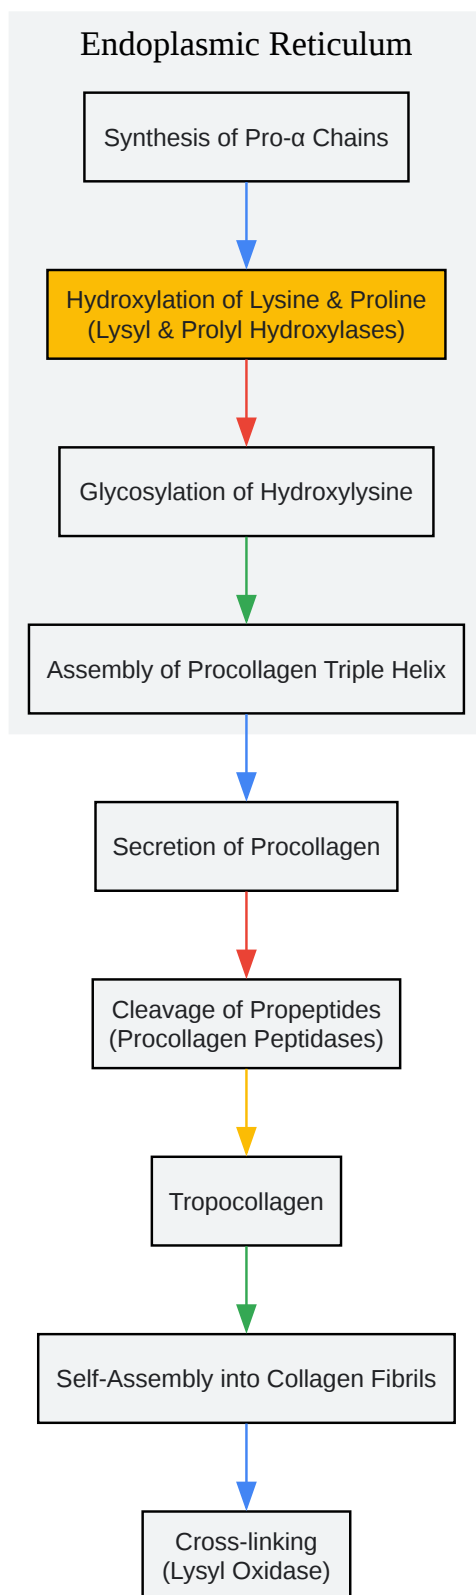 Endoplasmic Reticulum
Synthesis of Pro-α Chains
Hydroxylation of Lysine & Proline
(Lysyl & Prolyl Hydroxylases)
Glycosylation of Hydroxylysine
Assembly of Procollagen Triple Helix
Secretion of Procollagen
Cleavage of Propeptides
(Procollagen Peptidases)
Tropocollagen
Self-Assembly into Collagen Fibrils
Cross-linking
(Lysyl Oxidase)